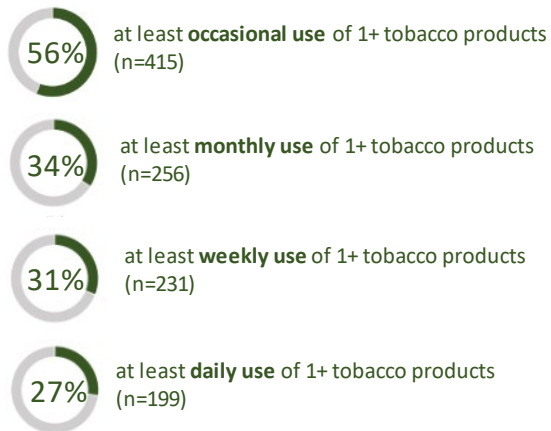 56%
at least occasional use of 1+ tobacco products
(n=415)
34%
at least monthly use of 1+ tobacco products
(n=256)
31%
at least weekly use of 1+ tobacco products
(n=231)
27%
at least daily use of 1+ tobacco products
(n=199)